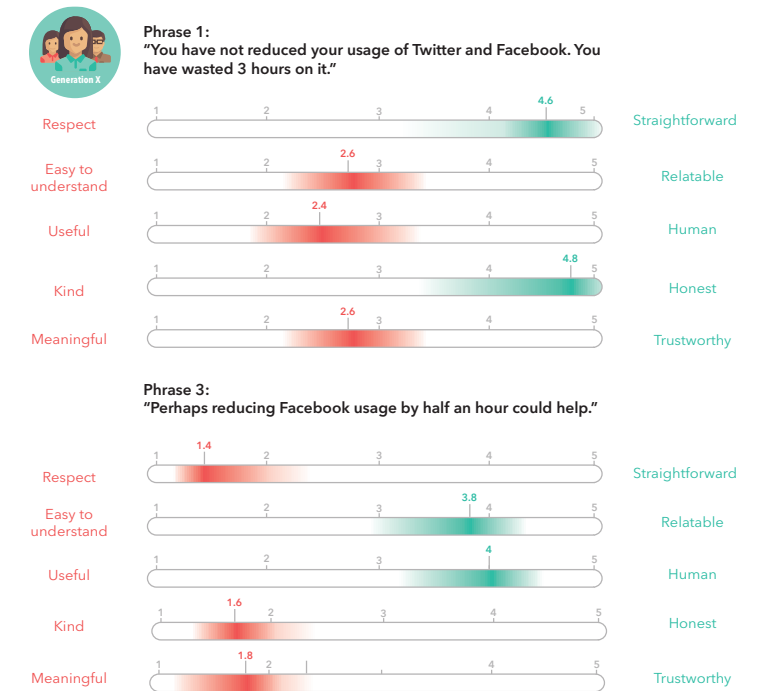 Generation X
Phrase 1:
“You have not reduced your usage of Twitter and Facebook. You
have wasted 3 hours on it.”
4.6
1 2 3 4 5
Respect Straightforward
2.6
1 2 3 4 5
Easy to
understand Relatable
2.4
1 2 3 4 5
Useful Human
4.8
1 2 3 4 5
Kind Honest
2.6
1 2 3 4 5
Meaningful Trustworthy
Phrase 3:
“Perhaps reducing Facebook usage by half an hour could help.”
1.4
1 2 3 4 5
Respect Straightforward
3.8
1 2 3 4 5
Easy to
understand Relatable
4
1 2 3 5
Useful Human
1.6
1 2 3 4 5
Kind Honest
1.8
1 2 4 5
Meaningful Trustworthy